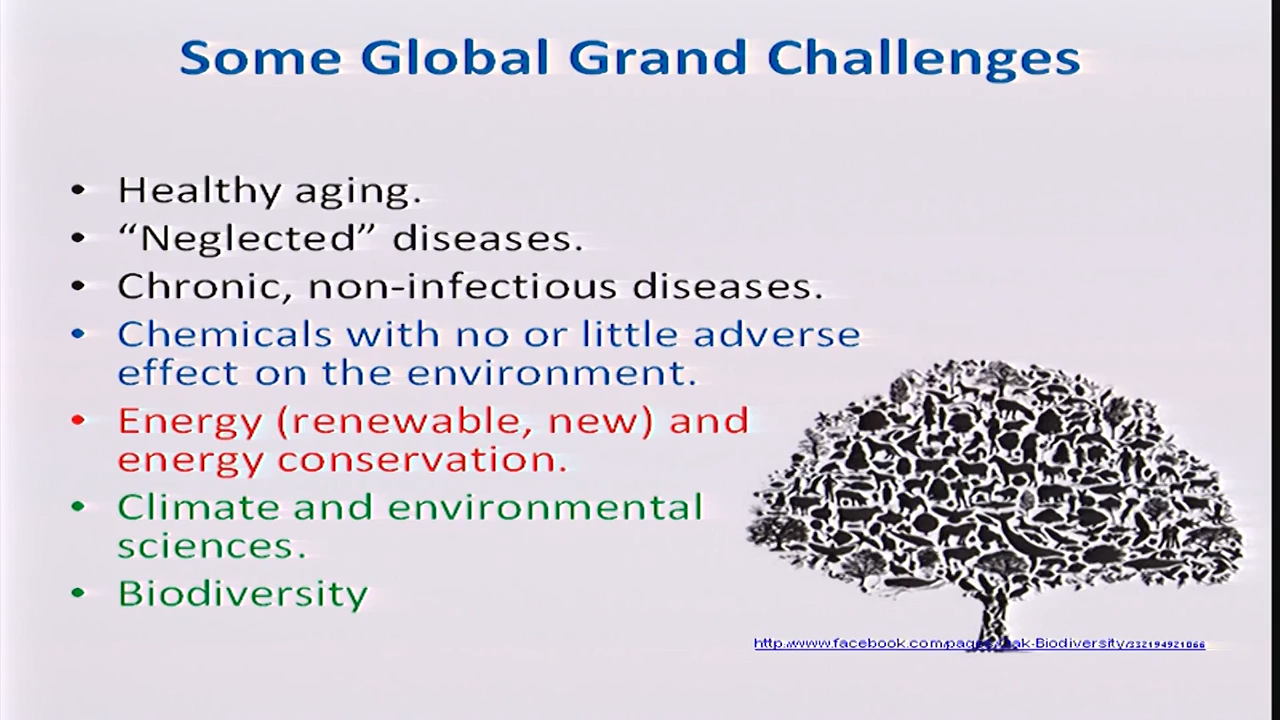 Some Global Grand Challenges
• Healthy aging.
• “Neglected” diseases.
• Chronic, non-infectious diseases.
• Chemicals with no or little adverse
effect on the environment.
• Energy (renewable, new) and
energy conservation.
• Climate and environmental
sciences.
• Biodiversity